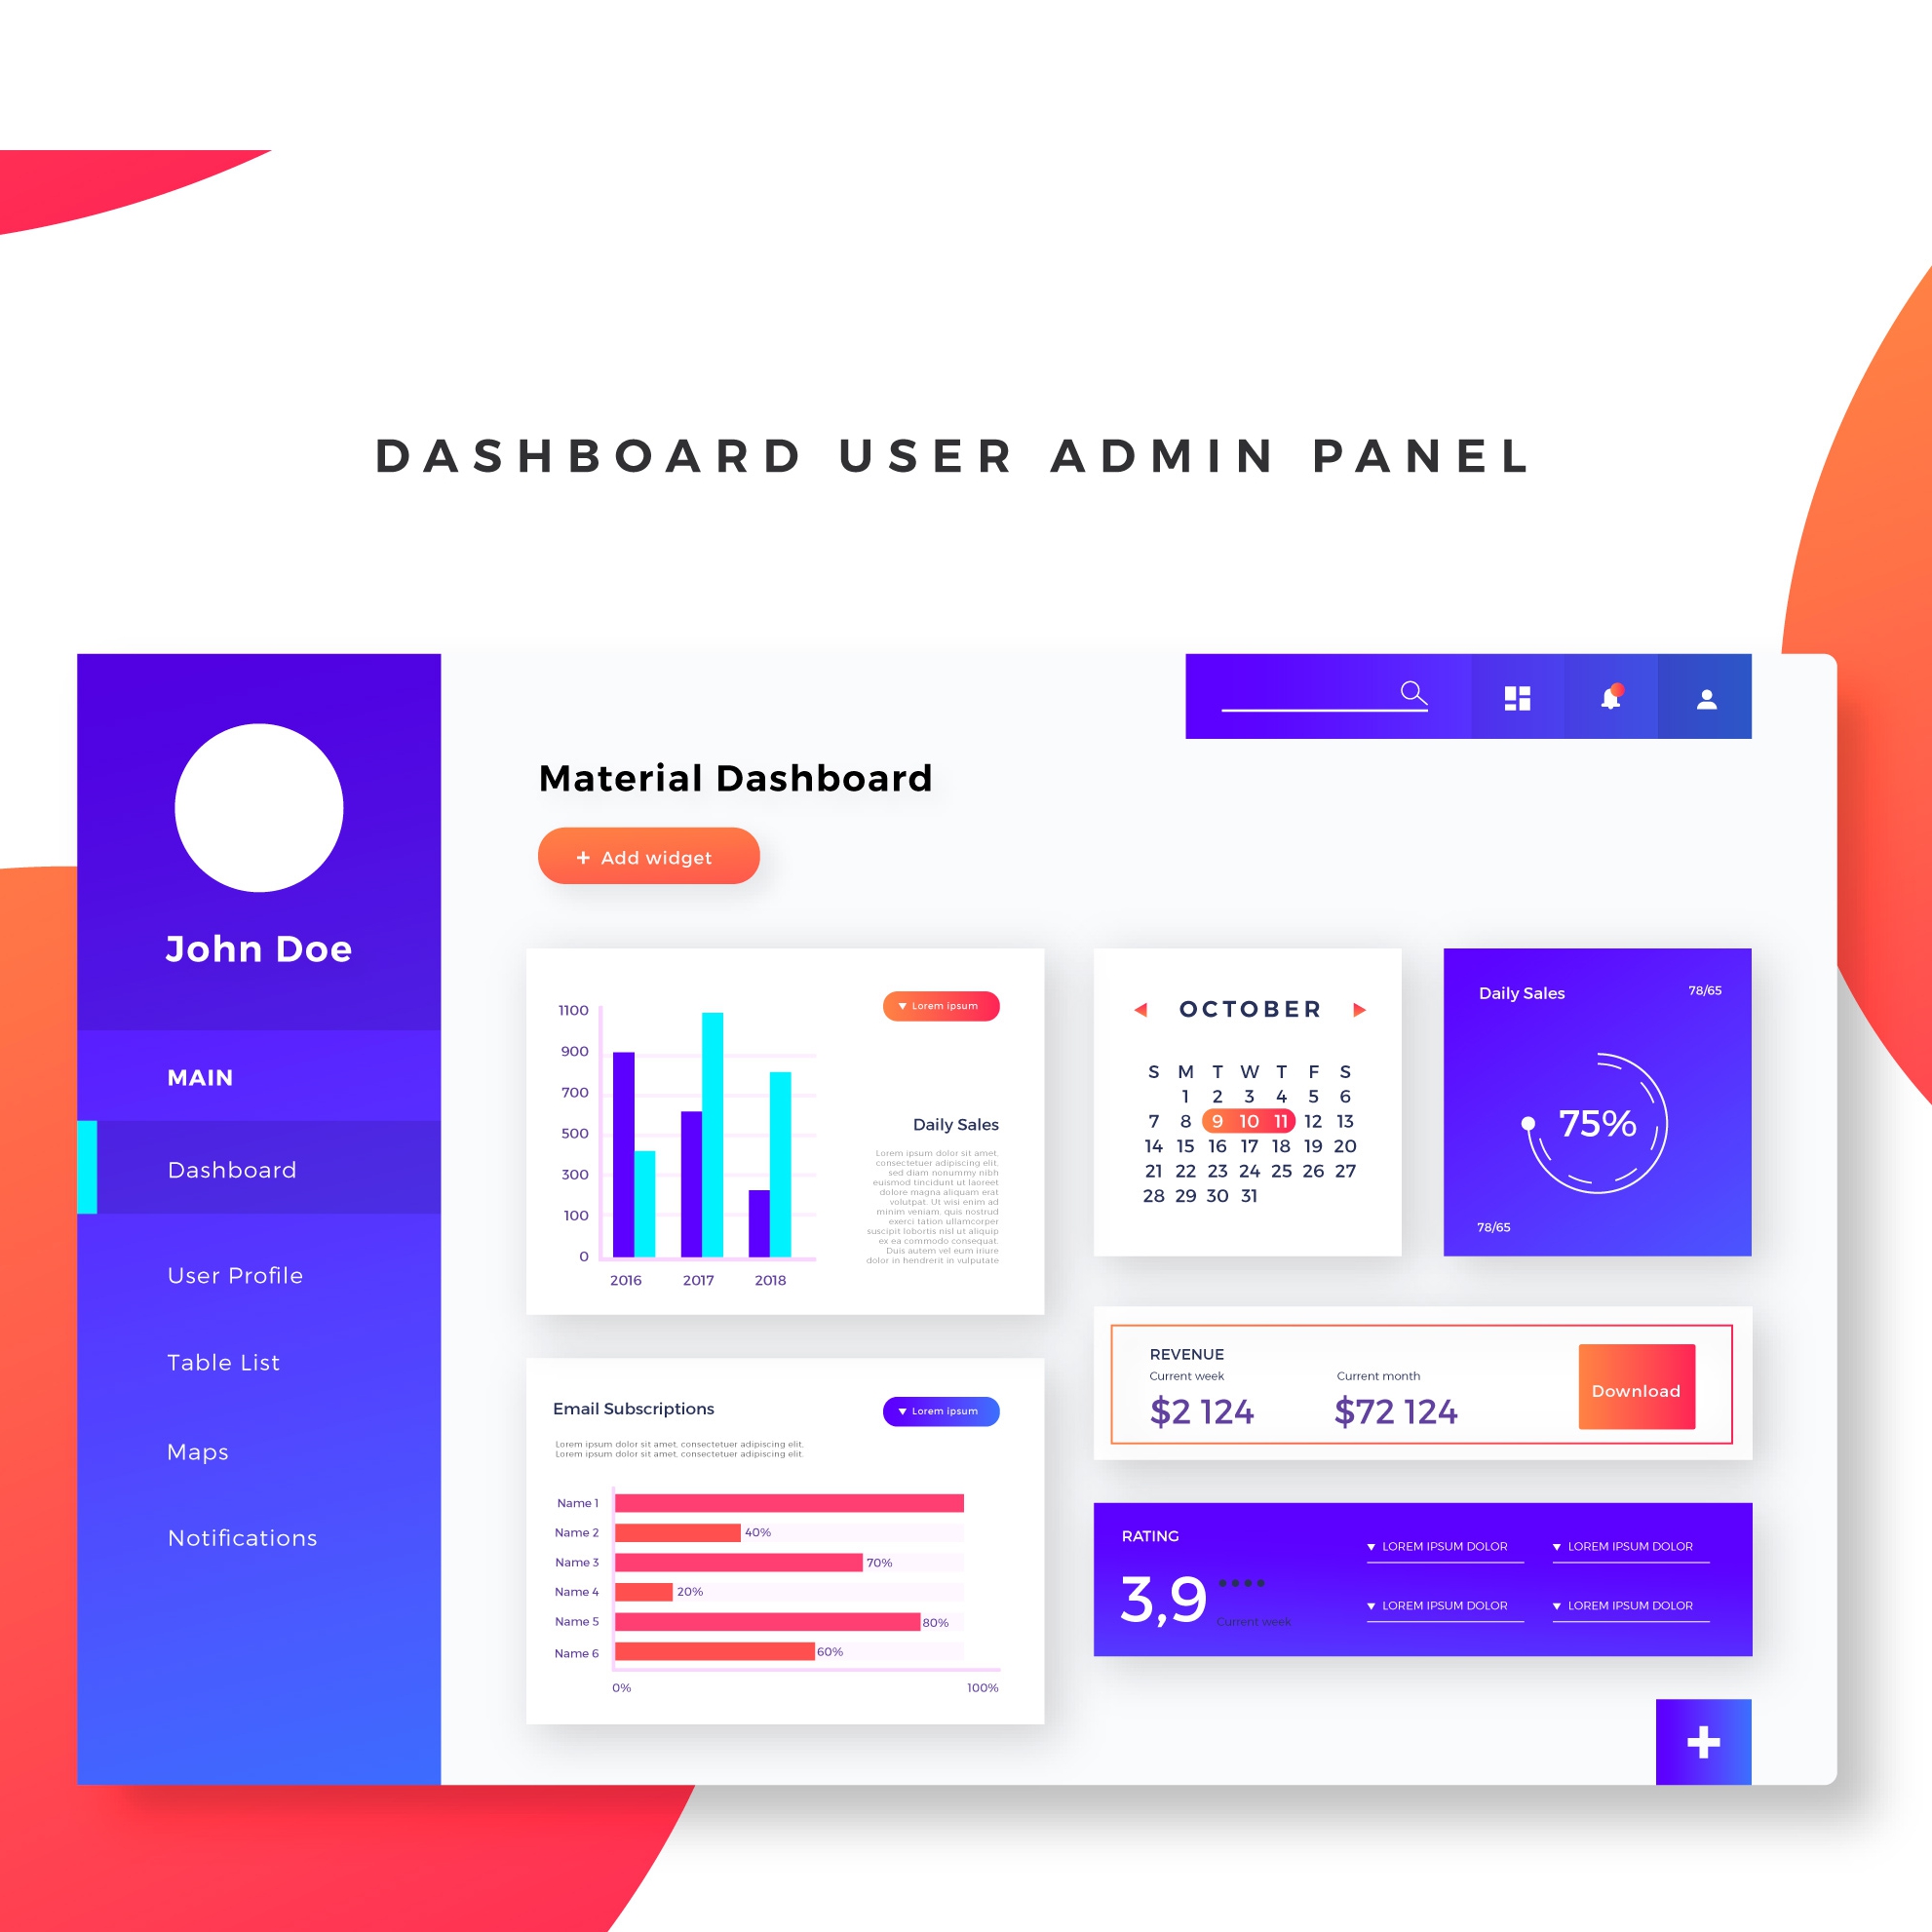 DASHBOARD USER ADMIN PANEL
John Doe
MAIN
Dashboard
User Profile
Table List
Maps
Notifications
Material Dashboard
+ Add widget
1100
900
700
500
300
100
0
2016 2017 2018
Lorem ipsum
Daily Sales
Lorem ipsum dolor sit amet,
consectetuer adipiscing elit,
sed diam nonummy nibh
euismod tincidunt ut laoreet
dolore magna aliquam erat
volutpat. Ut wisi enim ad
minim veniam, quis nostrud
exerci tation ullamcorper
suscipit lobortis nisl ut aliquip
ex ea commodo consequat.
Duis autem vel eum iriure
dolor in hendrerit in vulputate
OCTOBER
S M T W T F S
1 2 3 4 5 6
7 8 9 10 11 12 13
14 15 16 17 18 19 20
21 22 23 24 25 26 27
28 29 30 31
Daily Sales 78/65
75%
78/65
Email Subscriptions
Lorem ipsum
Lorem ipsum dolor sit amet, consectetuer adipiscing elit,
Lorem ipsum dolor sit amet, consectetuer adipiscing elit,
Name 1
Name 2 40%
Name 3 70%
Name 4 20%
Name 5 80%
Name 6 60%
0% 100%
REVENUE
Current week Current month
$2 124 $72 124
Download
RATING
3,9
Current week
LOREM IPSUM DOLOR LOREM IPSUM DOLOR
LOREM IPSUM DOLOR LOREM IPSUM DOLOR